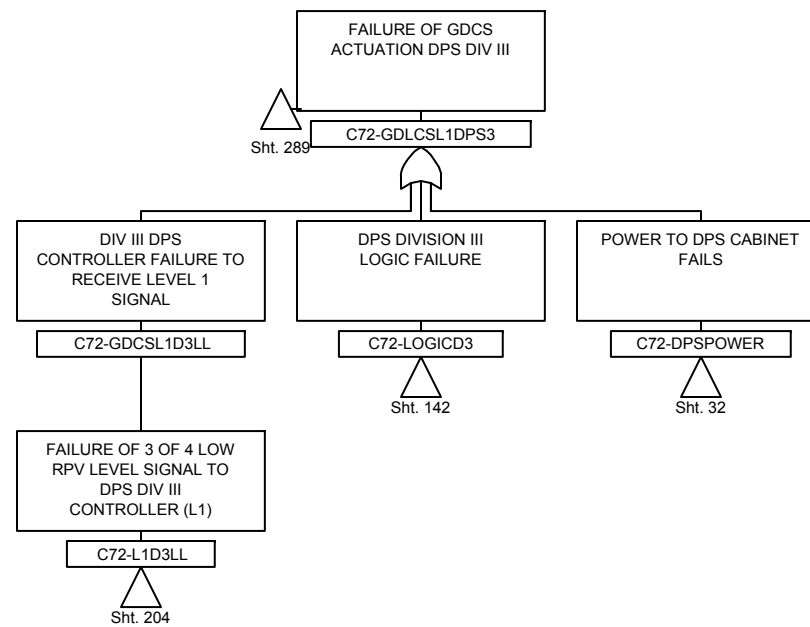 FAILURE OF GDCS
ACTUATION DPS DIV III
C72-GDLCSL1DPS3
Sht. 289
DIV III DPS
CONTROLLER FAILURE TO
RECEIVE LEVEL 1
SIGNAL
C72-GDCSL1D3LL
DPS DIVISION III
LOGIC FAILURE
C72-LOGICD3
Sht. 142
POWER TO DPS CABINET
FAILS
C72-DPSPOWER
Sht. 32
FAILURE OF 3 OF 4 LOW
RPV LEVEL SIGNAL TO
DPS DIV III
CONTROLLER (L1)
C72-L1D3LL
Sht. 204